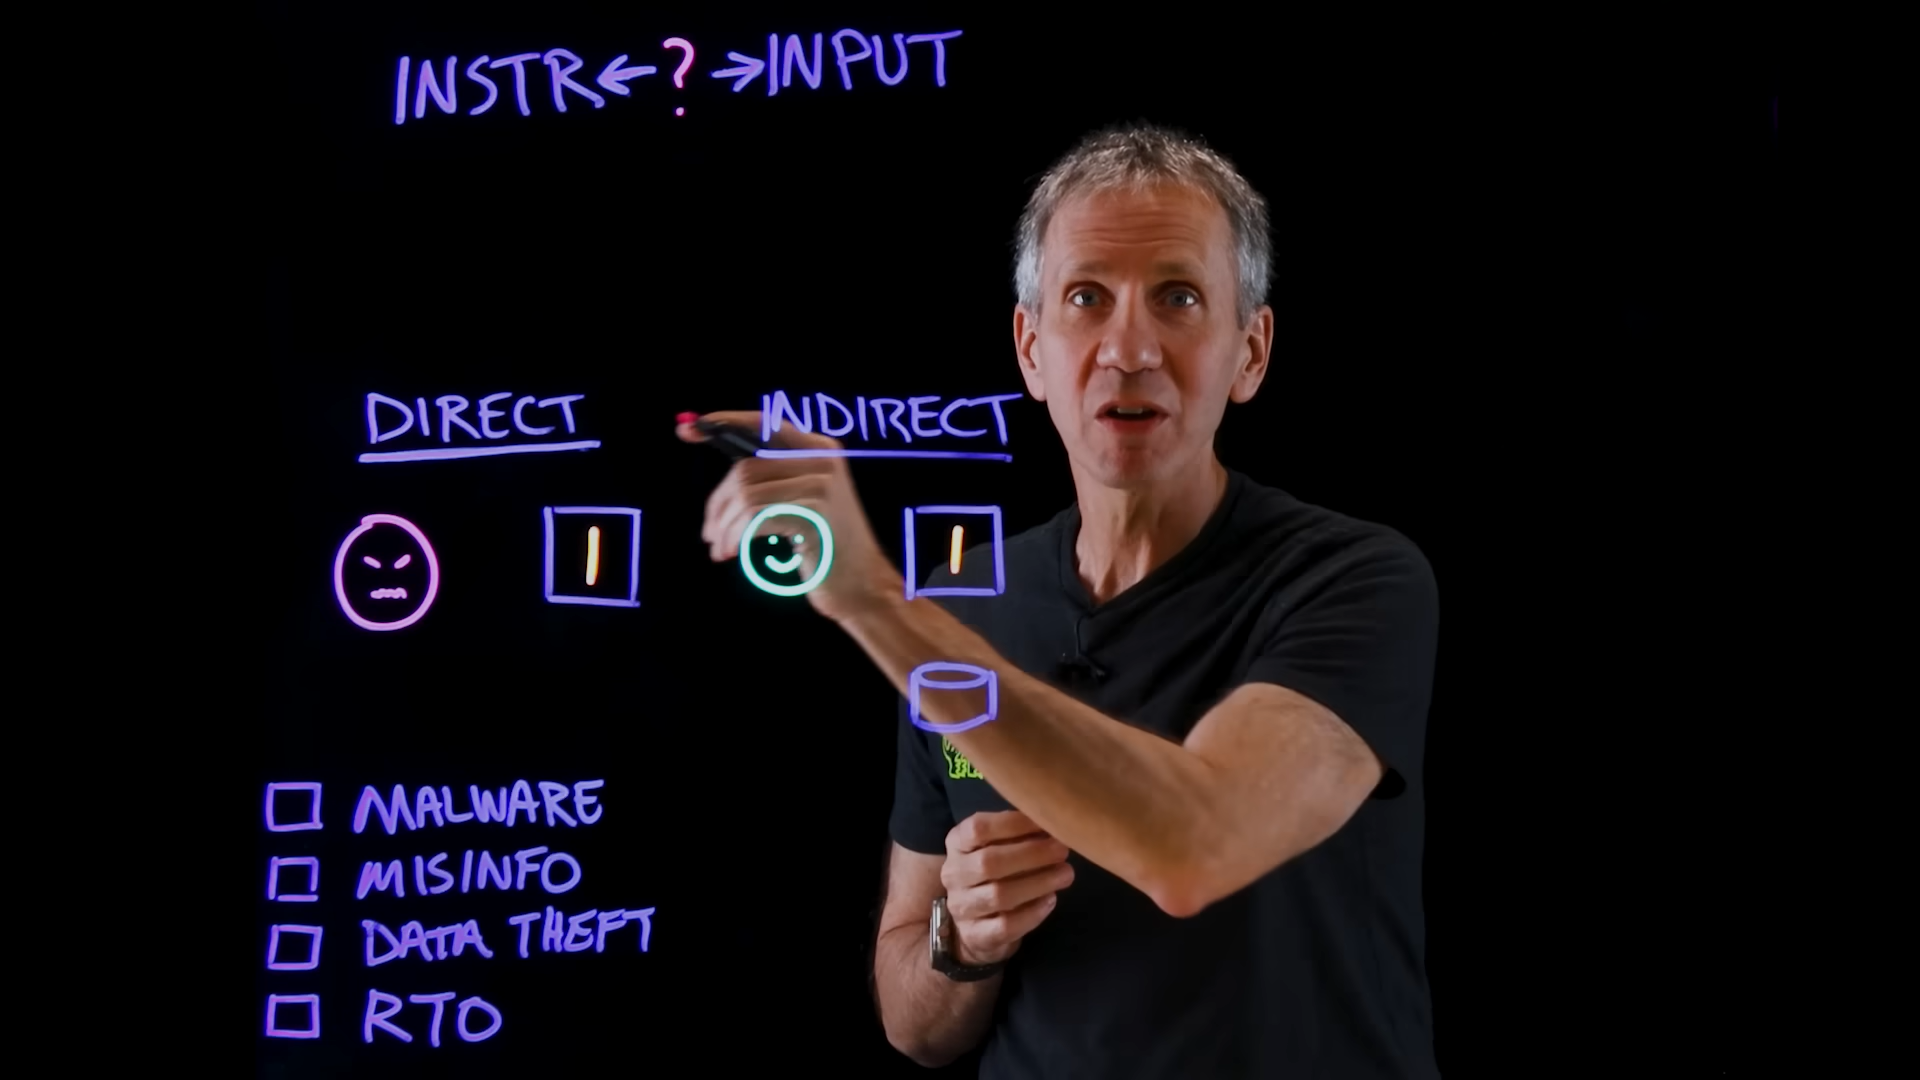 INSTR ← ? → INPUT
DIRECT INDIRECT
MALWARE
MISINFO
DATA THEFT
RTO